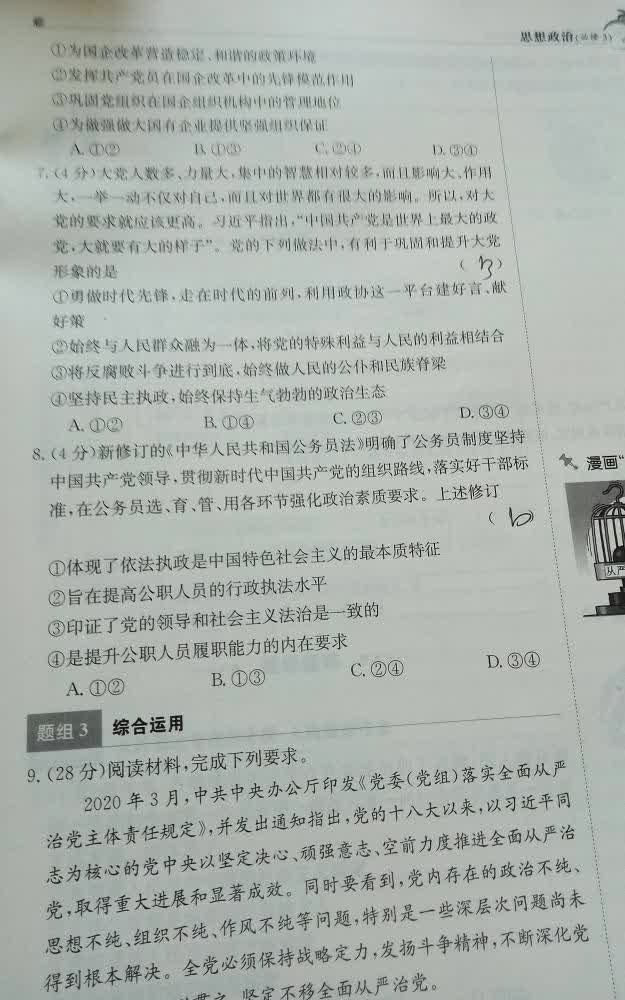 思想政治(必修3)
①为国企改革营造稳定、和谐的政策环境
②发挥共产党员在国企改革中的先锋模范作用
③巩固党组织在国企组织机构中的管理地位
④为做强做大国有企业提供坚强组织保证
A. ①② B. ①③ C. ②④ D. ③④
7. (4 分)大党人数多、力量大,集中的智慧相对较多,而且影响大、作用
大,一举一动不仅对自己,而且对世界都有很大的影响。所以,对大
党的要求就应该更高。习近平指出,“中国共产党是世界上最大的政
党,大就要有大的样子”。党的下列做法中,有利于巩固和提升大党
形象的是 ( )
①勇做时代先锋,走在时代的前列,利用政协这一平台建好言、献
好策
②始终与人民群众融为一体,将党的特殊利益与人民的利益相结合
③将反腐败斗争进行到底,始终做人民的公仆和民族脊梁
④坚持民主执政,始终保持生气勃勃的政治生态
A. ①② B. ①④ C. ②③ D. ③④
8. (4 分)新修订的《中华人民共和国公务员法》明确了公务员制度坚持
中国共产党领导,贯彻新时代中国共产党的组织路线,落实好干部标
准,在公务员选、育、管、用各环节强化政治素质要求。上述修订
( b
①体现了依法执政是中国特色社会主义的最本质特征
②旨在提高公职人员的行政执法水平
③印证了党的领导和社会主义法治是一致的
④是提升公职人员履职能力的内在要求
A. ①② B. ①③ C. ②④ D. ③④
题组 3 综合运用
9. (28 分)阅读材料,完成下列要求。
2020 年 3 月,中共中央办公厅印发《党委(党组)落实全面从严
治党主体责任规定》,并发出通知指出,党的十八大以来,以习近平同
志为核心的党中央以坚定决心、顽强意志、空前力度推进全面从严治
党,取得重大进展和显著成效。同时要看到,党内存在的政治不纯、
思想不纯、组织不纯、作风不纯等问题,特别是一些深层次问题尚未
得到根本解决。全党必须保持战略定力,发扬斗争精神,不断深化党
坚定不移全面从严治党。
漫画“
从严